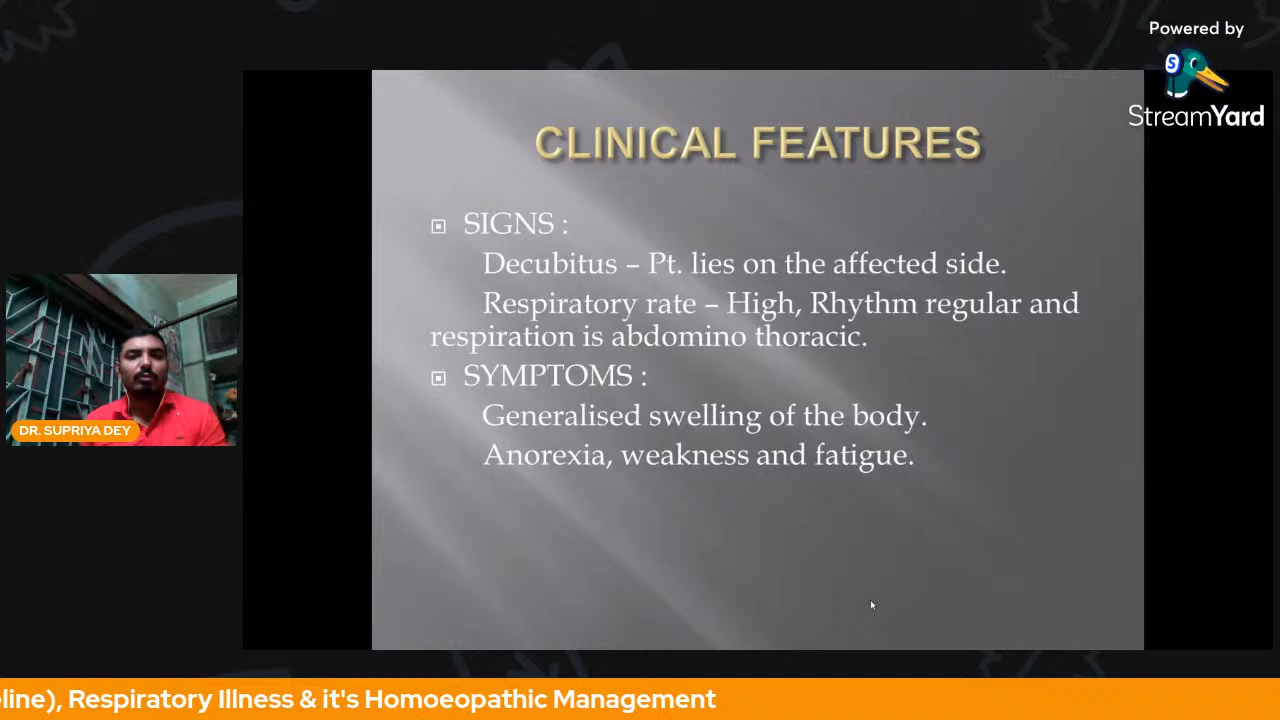 Powered by
StreamYard
CLINICAL FEATURES
SIGNS :
Decubitus – Pt. lies on the affected side.
Respiratory rate – High, Rhythm regular and
respiration is abdomino thoracic.
SYMPTOMS :
Generalised swelling of the body.
Anorexia, weakness and fatigue.
DR. SUPRIYA DEY
eline), Respiratory Illness & it's Homoeopathic Management